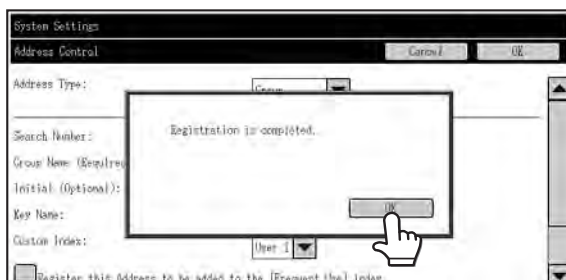 System Settings
Address Control Cancel OK
Address Type: Group
Search Number:
Registration is completed.
Group Name (Required
Initial (Optional):
Key Name:
OK
Custom Index: User 1
Register this Address to be added to the [Frequent Use] index.